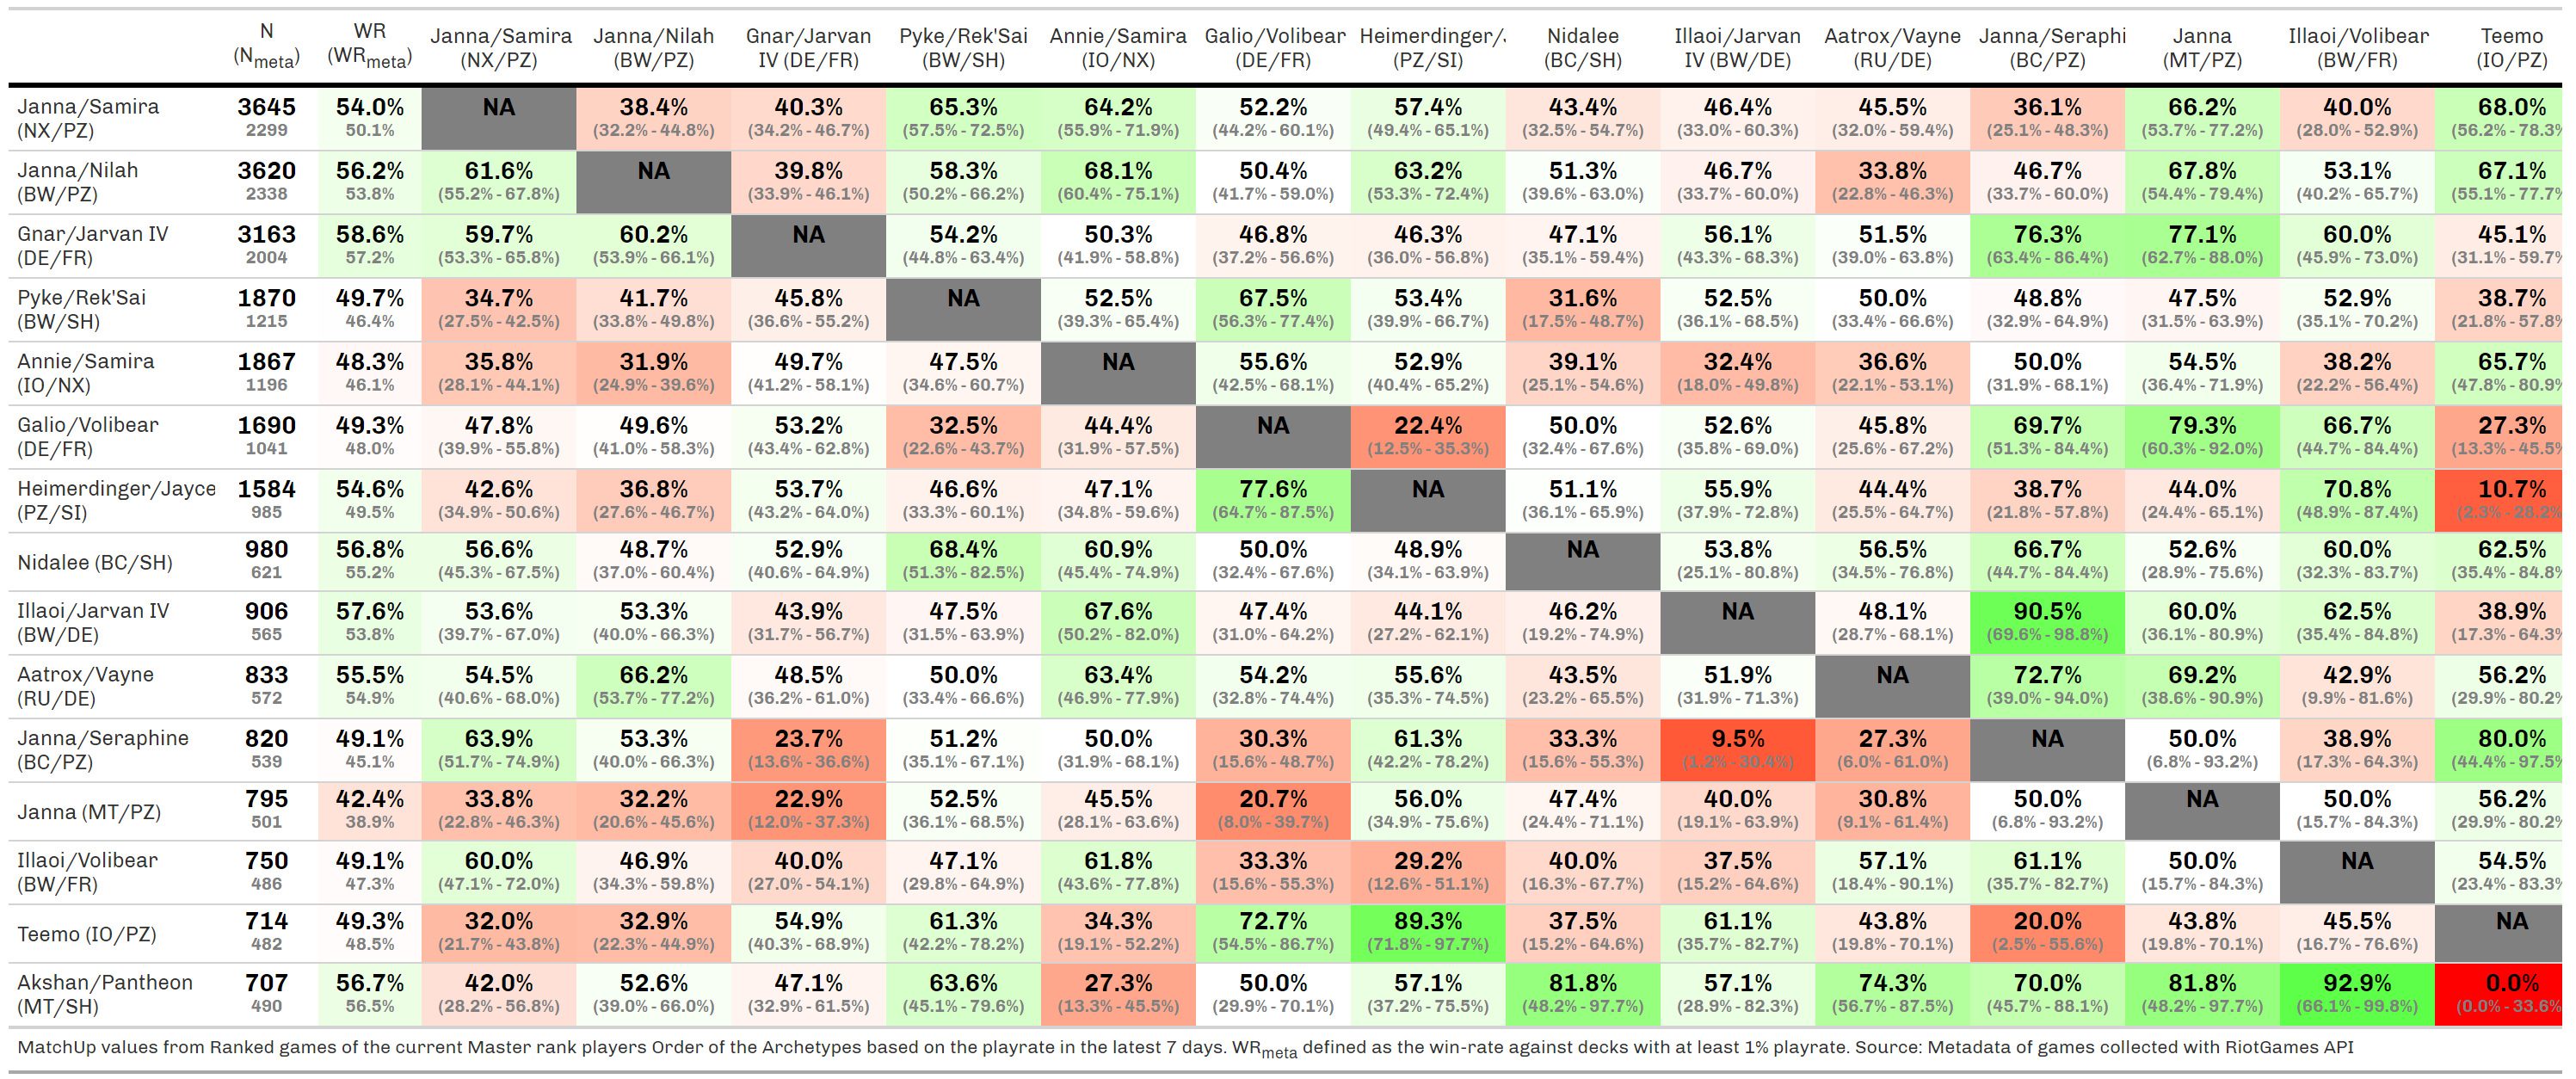 N WR Janna/Samira Janna/Nilah Gnar/Jarvan Pyke/Rek'Sai Annie/Samira Galio/Volibear Heimerdinger/ Nidalee Illaoi/Jarvan Aatrox/Vayne Janna/Seraphi Janna Illaoi/Volibear Teemo
(Nmeta) (WRmeta) (NX/PZ) (BW/PZ) IV (DE/FR) (BW/SH) (IO/NX) (DE/FR) (PZ/SI) (BC/SH) IV (BW/DE) (RU/DE) (BC/PZ) (MT/PZ) (BW/FR) (IO/PZ)
Janna/Samira 3645 54.0% NA 38.4% 40.3% 65.3% 64.2% 52.2% 57.4% 43.4% 46.4% 45.5% 36.1% 66.2% 40.0% 68.0%
(NX/PZ) 2299 50.1% (32.2% - 44.8%) (34.2% - 46.7%) (57.5% - 72.5%) (55.9% - 71.9%) (44.2% - 60.1%) (49.4% - 65.1%) (32.5% - 54.7%) (33.0% - 60.3%) (32.0% - 59.4%) (25.1% - 48.3%) (53.7% - 77.2%) (28.0% - 52.9%) (56.2% - 78.3%
Janna/Nilah 3620 56.2% 61.6% NA 39.8% 58.3% 68.1% 50.4% 63.2% 51.3% 46.7% 33.8% 46.7% 67.8% 53.1% 67.1%
(BW/PZ) 2338 53.8% (55.2% - 67.8%) (33.9% - 46.1%) (50.2% - 66.2%) (60.4% - 75.1%) (41.7% - 59.0%) (53.3% - 72.4%) (39.6% - 63.0%) (33.7% - 60.0%) (22.8% - 46.3%) (33.7% - 60.0%) (54.4% - 79.4%) (40.2% - 65.7%) (55.1% - 77.7%
Gnar/Jarvan IV 3163 58.6% 59.7% 60.2% NA 54.2% 50.3% 46.8% 46.3% 47.1% 56.1% 51.5% 76.3% 77.1% 60.0% 45.1%
(DE/FR) 2004 57.2% (53.3% - 65.8%) (53.9% - 66.1%) (44.8% - 63.4%) (41.9% - 58.8%) (37.2% - 56.6%) (36.0% - 56.8%) (35.1% - 59.4%) (43.3% - 68.3%) (39.0% - 63.8%) (63.4% - 86.4%) (62.7% - 88.0%) (45.9% - 73.0%) (31.1% - 59.7%
Pyke/Rek'Sai 1870 49.7% 34.7% 41.7% 45.8% NA 52.5% 67.5% 53.4% 31.6% 52.5% 50.0% 48.8% 47.5% 52.9% 38.7%
(BW/SH) 1215 46.4% (27.5% - 42.5%) (33.8% - 49.8%) (36.6% - 55.2%) (39.3% - 65.4%) (56.3% - 77.4%) (39.9% - 66.7%) (17.5% - 48.7%) (36.1% - 68.5%) (33.4% - 66.6%) (32.9% - 64.9%) (31.5% - 63.9%) (35.1% - 70.2%) (21.8% - 57.8%
Annie/Samira 1867 48.3% 35.8% 31.9% 49.7% 47.5% NA 55.6% 52.9% 39.1% 32.4% 36.6% 50.0% 54.5% 38.2% 65.7%
(IO/NX) 1196 46.1% (28.1% - 44.1%) (24.9% - 39.6%) (41.2% - 58.1%) (34.6% - 60.7%) (42.5% - 68.1%) (40.4% - 65.2%) (25.1% - 54.6%) (18.0% - 49.8%) (22.1% - 53.1%) (31.9% - 68.1%) (36.4% - 71.9%) (22.2% - 56.4%) (47.8% - 80.9%
Galio/Volibear 1690 49.3% 47.8% 49.6% 53.2% 32.5% 44.4% NA 22.4% 50.0% 52.6% 45.8% 69.7% 79.3% 66.7% 27.3%
(DE/FR) 1041 48.0% (39.9% - 55.8%) (41.0% - 58.3%) (43.4% - 62.8%) (22.6% - 43.7%) (31.9% - 57.5%) (12.5% - 35.3%) (32.4% - 67.6%) (35.8% - 69.0%) (25.6% - 67.2%) (51.3% - 84.4%) (60.3% - 92.0%) (44.7% - 84.4%) (13.3% - 45.5%
Heimerdinger/Jayce 1584 54.6% 42.6% 36.8% 53.7% 46.6% 47.1% 77.6% NA 51.1% 55.9% 44.4% 38.7% 44.0% 70.8% 10.7%
(PZ/SI) 985 49.5% (34.9% - 50.6%) (27.6% - 46.7%) (43.2% - 64.0%) (33.3% - 60.1%) (34.8% - 59.6%) (64.7% - 87.5%) (36.1% - 65.9%) (37.9% - 72.8%) (25.5% - 64.7%) (21.8% - 57.8%) (24.4% - 65.1%) (48.9% - 87.4%) (2.3% - 28.2%
Nidalee (BC/SH) 980 56.8% 56.6% 48.7% 52.9% 68.4% 60.9% 50.0% 48.9% NA 53.8% 56.5% 66.7% 52.6% 60.0% 62.5%
621 55.2% (45.3% - 67.5%) (37.0% - 60.4%) (40.6% - 64.9%) (51.3% - 82.5%) (45.4% - 74.9%) (32.4% - 67.6%) (34.1% - 63.9%) (25.1% - 80.8%) (34.5% - 76.8%) (44.7% - 84.4%) (28.9% - 75.6%) (32.3% - 83.7%) (35.4% - 84.8%
Illaoi/Jarvan IV 906 57.6% 53.6% 53.3% 43.9% 47.5% 67.6% 47.4% 44.1% 46.2% NA 48.1% 90.5% 60.0% 62.5% 38.9%
(BW/DE) 565 53.8% (39.7% - 67.0%) (40.0% - 66.3%) (31.7% - 56.7%) (31.5% - 63.9%) (50.2% - 82.0%) (31.0% - 64.2%) (27.2% - 62.1%) (19.2% - 74.9%) (28.7% - 68.1%) (69.6% - 98.8%) (36.1% - 80.9%) (35.4% - 84.8%) (17.3% - 64.3%
Aatrox/Vayne 833 55.5% 54.5% 66.2% 48.5% 50.0% 63.4% 54.2% 55.6% 43.5% 51.9% NA 72.7% 69.2% 42.9% 56.2%
(RU/DE) 572 54.9% (40.6% - 68.0%) (53.7% - 77.2%) (36.2% - 61.0%) (33.4% - 66.6%) (46.9% - 77.9%) (32.8% - 74.4%) (35.3% - 74.5%) (23.2% - 65.5%) (31.9% - 71.3%) (39.0% - 94.0%) (38.6% - 90.9%) (9.9% - 81.6%) (29.9% - 80.2%
Janna/Seraphine 820 49.1% 63.9% 53.3% 23.7% 51.2% 50.0% 30.3% 61.3% 33.3% 9.5% 27.3% NA 50.0% 38.9% 80.0%
(BC/PZ) 539 45.1% (51.7% - 74.9%) (40.0% - 66.3%) (13.6% - 36.6%) (35.1% - 67.1%) (31.9% - 68.1%) (15.6% - 48.7%) (42.2% - 78.2%) (15.6% - 55.3%) (1.2% - 30.4%) (6.0% - 61.0%) (6.8% - 93.2%) (17.3% - 64.3%) (44.4% - 97.5%
Janna (MT/PZ) 795 42.4% 33.8% 32.2% 22.9% 52.5% 45.5% 20.7% 56.0% 47.4% 40.0% 30.8% 50.0% NA 50.0% 56.2%
501 38.9% (22.8% - 46.3%) (20.6% - 45.6%) (12.0% - 37.3%) (36.1% - 68.5%) (28.1% - 63.6%) (8.0% - 39.7%) (34.9% - 75.6%) (24.4% - 71.1%) (19.1% - 63.9%) (9.1% - 61.4%) (6.8% - 93.2%) (15.7% - 84.3%) (29.9% - 80.2%
Illaoi/Volibear 750 49.1% 60.0% 46.9% 40.0% 47.1% 61.8% 33.3% 29.2% 40.0% 37.5% 57.1% 61.1% 50.0% NA 54.5%
(BW/FR) 486 47.3% (47.1% - 72.0%) (34.3% - 59.8%) (27.0% - 54.1%) (29.8% - 64.9%) (43.6% - 77.8%) (15.6% - 55.3%) (12.6% - 51.1%) (16.3% - 67.7%) (15.2% - 64.6%) (18.4% - 90.1%) (35.7% - 82.7%) (15.7% - 84.3%) (23.4% - 83.3%
Teemo (IO/PZ) 714 49.3% 32.0% 32.9% 54.9% 61.3% 34.3% 72.7% 89.3% 37.5% 61.1% 43.8% 20.0% 43.8% 45.5% NA
482 48.5% (21.7% - 43.8%) (22.3% - 44.9%) (40.3% - 68.9%) (42.2% - 78.2%) (19.1% - 52.2%) (54.5% - 86.7%) (71.8% - 97.7%) (15.2% - 64.6%) (35.7% - 82.7%) (19.8% - 70.1%) (2.5% - 55.6%) (19.8% - 70.1%) (16.7% - 76.6%)
Akshan/Pantheon 707 56.7% 42.0% 52.6% 47.1% 63.6% 27.3% 50.0% 57.1% 81.8% 57.1% 74.3% 70.0% 81.8% 92.9% 0.0%
(MT/SH) 490 56.5% (28.2% - 56.8%) (39.0% - 66.0%) (32.9% - 61.5%) (45.1% - 79.6%) (13.3% - 45.5%) (29.9% - 70.1%) (37.2% - 75.5%) (48.2% - 97.7%) (28.9% - 82.3%) (56.7% - 87.5%) (45.7% - 88.1%) (48.2% - 97.7%) (66.1% - 99.8%) (0.0% - 33.6%
MatchUp values from Ranked games of the current Master rank players Order of the Archetypes based on the playrate in the latest 7 days. WRmeta defined as the win-rate against decks with at least 1% playrate. Source: Metadata of games collected with RiotGames API